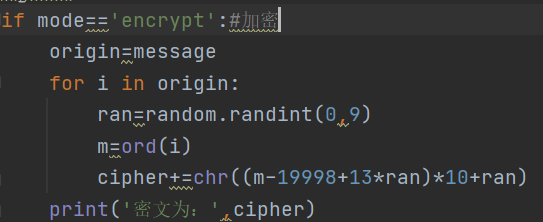 if mode=='encrypt':#加密
    origin=message
    for i in origin:
        ran=random.randint(0,9)
        m=ord(i)
        cipher+=chr((m-19998+13*ran)*10+ran)
    print('密文为：',cipher)